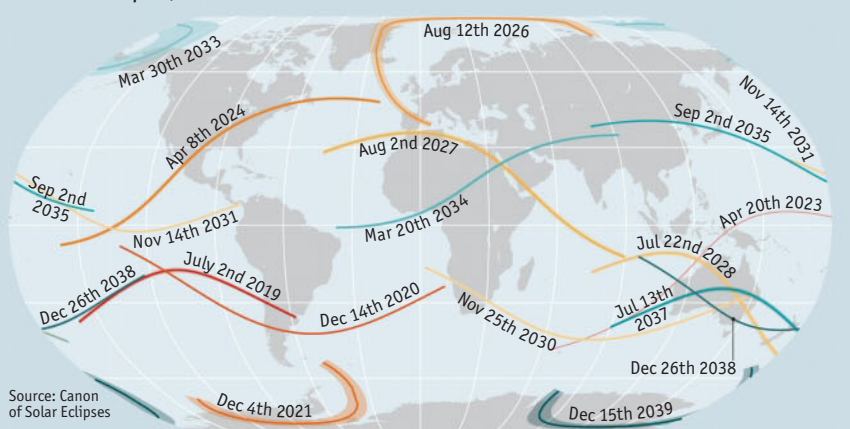 Aug 12th 2026
Mar 30th 2033
Apr 8th 2024
Nov 14th 2031
Sep 2nd 2035
Aug 2nd 2027
Sep 2nd
2035
Mar 20th 2034
Apr 20th 2023
Nov 14th 2031
Jul 22nd 2028
July 2nd 2019
Dec 26th 2038
Dec 14th 2020
Nov 25th 2030
Jul 13th
2037
Dec 26th 2038
Source: Canon
of Solar Eclipses
Dec 4th 2021
Dec 15th 2039